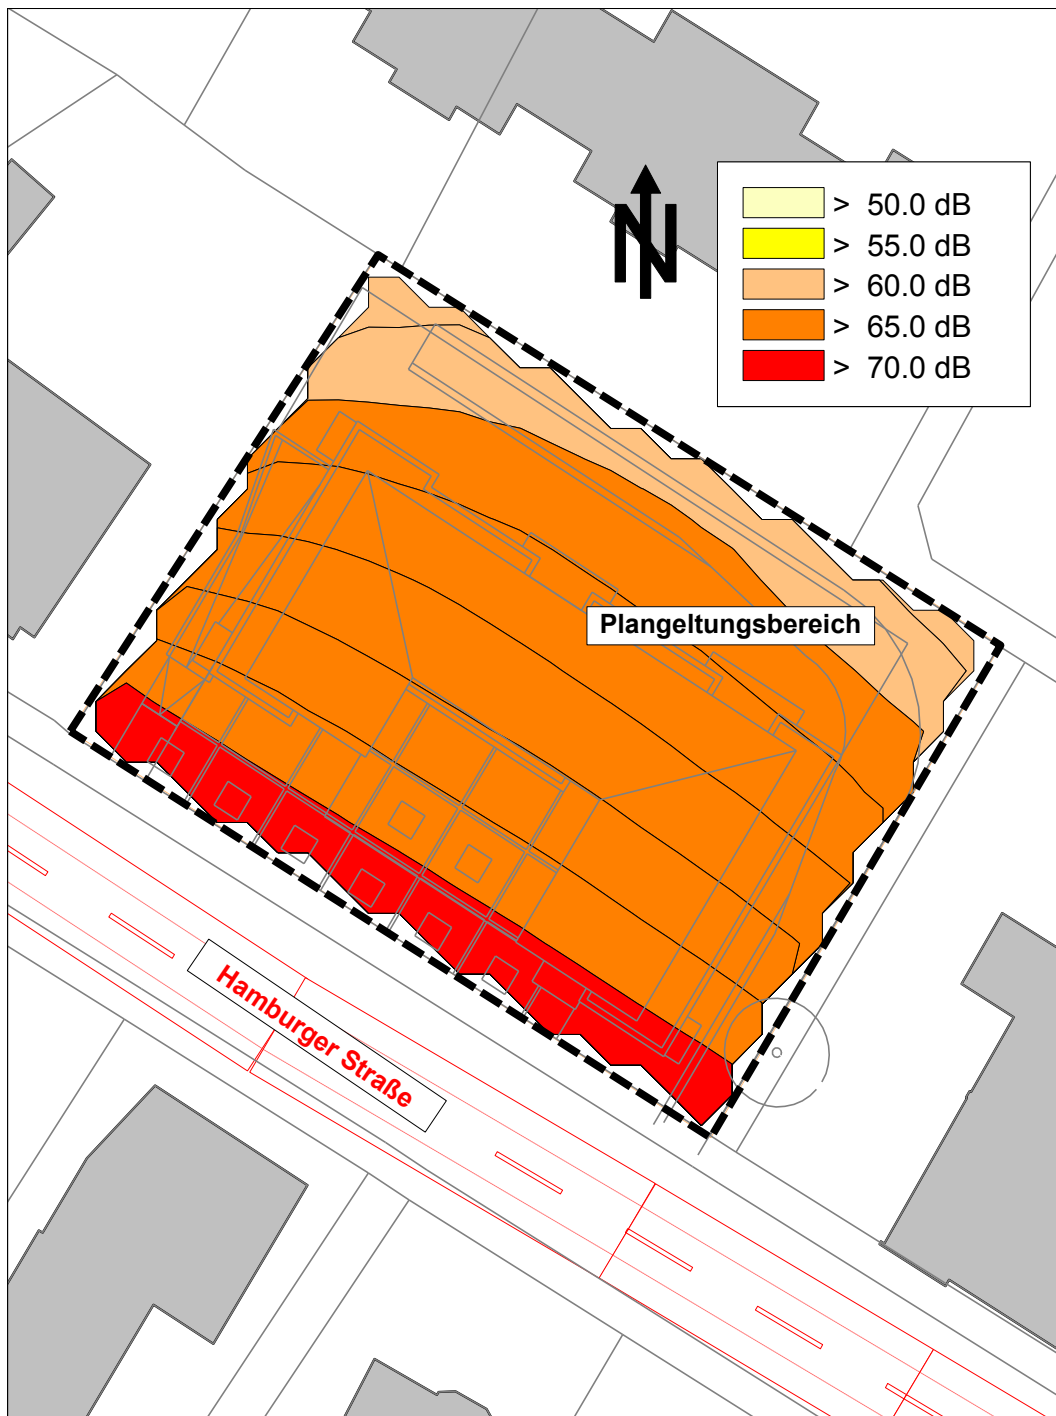 N
> 50.0 dB
> 55.0 dB
> 60.0 dB
> 65.0 dB
> 70.0 dB
Plangeltungsbereich
Hamburger Straße